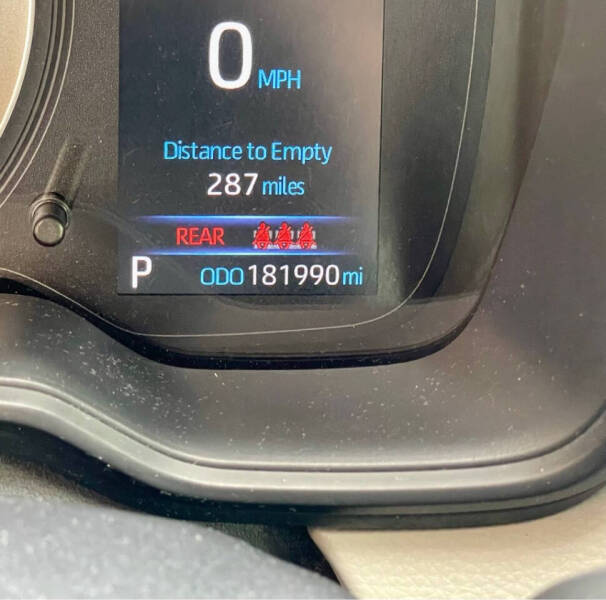 0 MPH
Distance to Empty
287 miles
REAR
P ODO 181990 mi